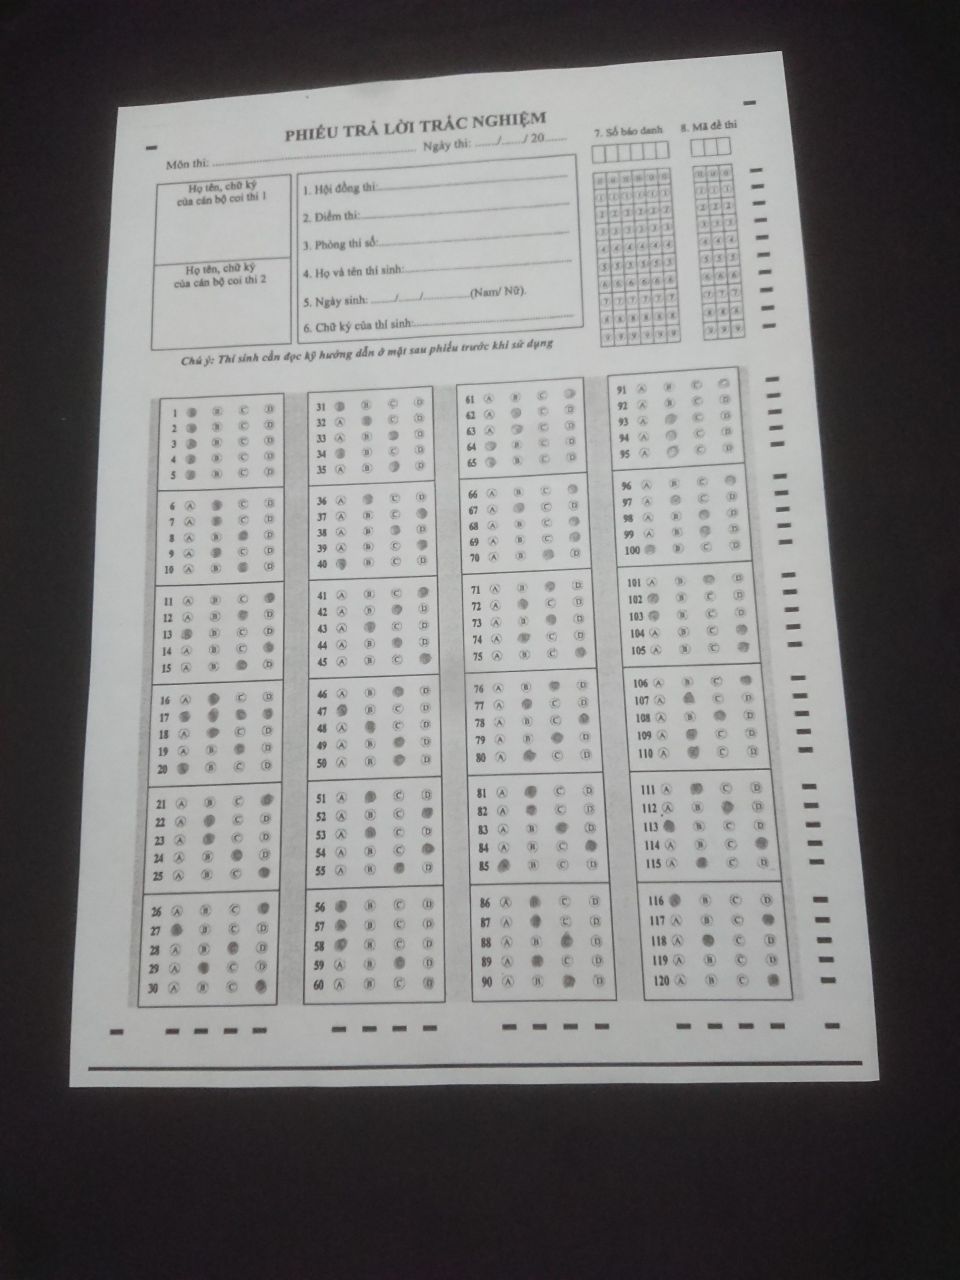 PHIẾU TRẢ LỜI TRẮC NGHIỆM
Môn thi: Ngày thi: ....../....../ 20......
7. Số báo danh
8. Mã đề thi
Họ tên, chữ ký
của cán bộ coi thi 1
Họ tên, chữ ký
của cán bộ coi thi 2
1. Hội đồng thi:
2. Điểm thi:
3. Phòng thi số:
4. Họ và tên thí sinh:
5. Ngày sinh: ....../....../............(Nam/ Nữ).
6. Chữ ký của thí sinh:
Chú ý: Thí sinh cần đọc kỹ hướng dẫn ở mặt sau phiếu trước khi sử dụng
1 B C D
2 B C D
3 B C D
4 B C D
5 B C D
6 A C D
7 A C D
8 A B D
9 A C D
10 A B D
11 A B C
12 A B D
13 B C D
14 A B C
15 A B D
16 A C D
17
18 A C D
19 A B D
20 B C D
21 A B C
22 A C D
23 A C D
24 A B D
25 A B C
26 A B C
27 B C D
28 A B D
29 A C D
30 A B C
31 B C D
32 A C D
33 A B D
34 B C D
35 A B D
36 A C D
37 A B C
38 A B D
39 A B C
40 B C D
41 A B C
42 A B D
43 A C D
44 A B D
45 A B C
46 A B D
47 B C D
48 A C D
49 A B D
50 A B D
51 A C D
52 A B C
53 A C D
54 A B C
55 A B D
56 B C D
57 B C D
58 B C D
59 A B D
60 A B C
61 A B C
62 A C D
63 A C D
64 B C D
65 B C D
66 A B C
67 A C D
68 A B C
69 A B C
70 A B D
71 A B D
72 A C D
73 A B D
74 A C D
75 A B C
76 A B D
77 A C D
78 A B C
79 A B D
80 A C D
81 A C D
82 A C D
83 A B D
84 A B C
85 B C D
86 A C D
87 A C D
88 A B D
89 A C D
90 A B D
91 A B C
92 A B C D
93 A C D
94 A C D
95 A C D
96 A B C
97 A C D
98 A B D
99 A B D
100 B C D
101 A B D
102 B C D
103 B C D
104 A B C
105 A B C
106 A B C
107 A C D
108 A B D
109 A C D
110 A C D
111 A C D
112 A B D
113 B C D
114 A B C
115 A C D
116 B C D
117 A B C
118 A C D
119 A B C D
120 A B C